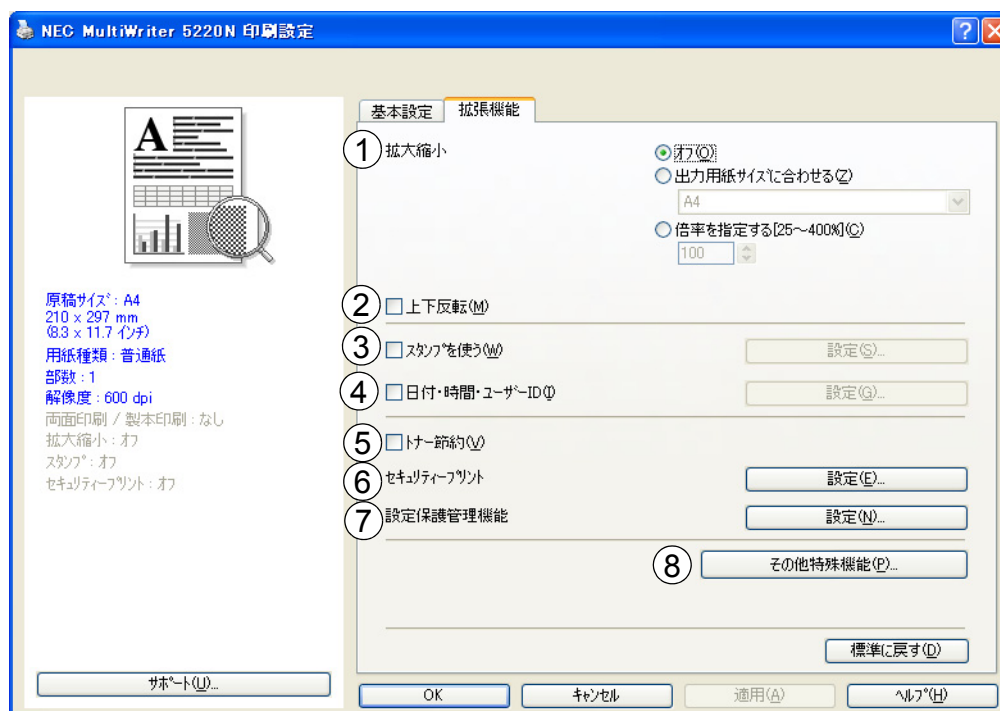 NEC MultiWriter 5220N 印刷設定
基本設定 拡張機能
① 拡大縮小
オフ(O)
出力用紙サイズに合わせる(Z)
A4
倍率を指定する[25～400%](C)
100
② 上下反転(M)
③ スタンプを使う(W) 設定(S)...
④ 日付・時間・ユーザーID(I) 設定(G)...
⑤ トナー節約(V)
⑥ セキュリティープリント 設定(E)...
⑦ 設定保護管理機能 設定(N)...
⑧ その他特殊機能(P)...
標準に戻す(D)
A
原稿サイズ : A4
210 x 297 mm
(8.3 x 11.7 インチ)
用紙種類 : 普通紙
部数 : 1
解像度 : 600 dpi
両面印刷 / 製本印刷 : なし
拡大縮小 : オフ
スタンプ : オフ
セキュリティープリント : オフ
サポート(U)...
OK キャンセル 適用(A) ヘルプ(H)